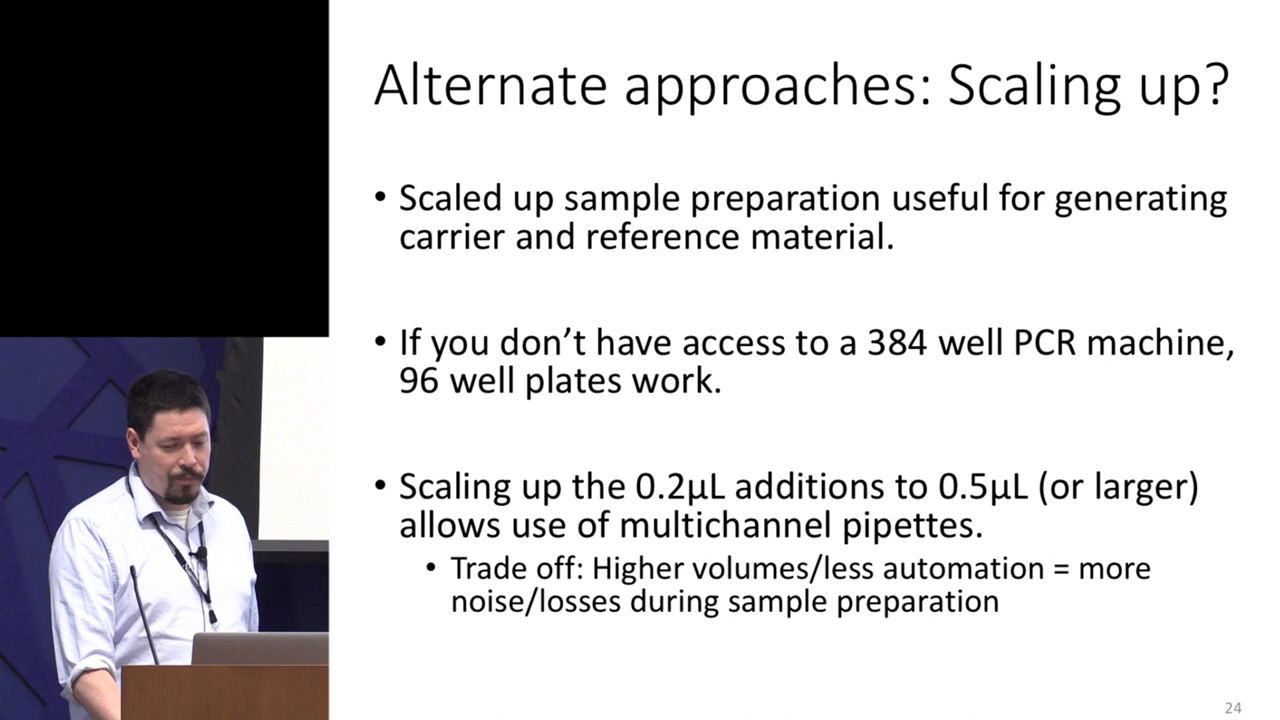 Alternate approaches: Scaling up?
• Scaled up sample preparation useful for generating
carrier and reference material.
• If you don’t have access to a 384 well PCR machine,
96 well plates work.
• Scaling up the 0.2µL additions to 0.5µL (or larger)
allows use of multichannel pipettes.
• Trade off: Higher volumes/less automation = more
noise/losses during sample preparation
24